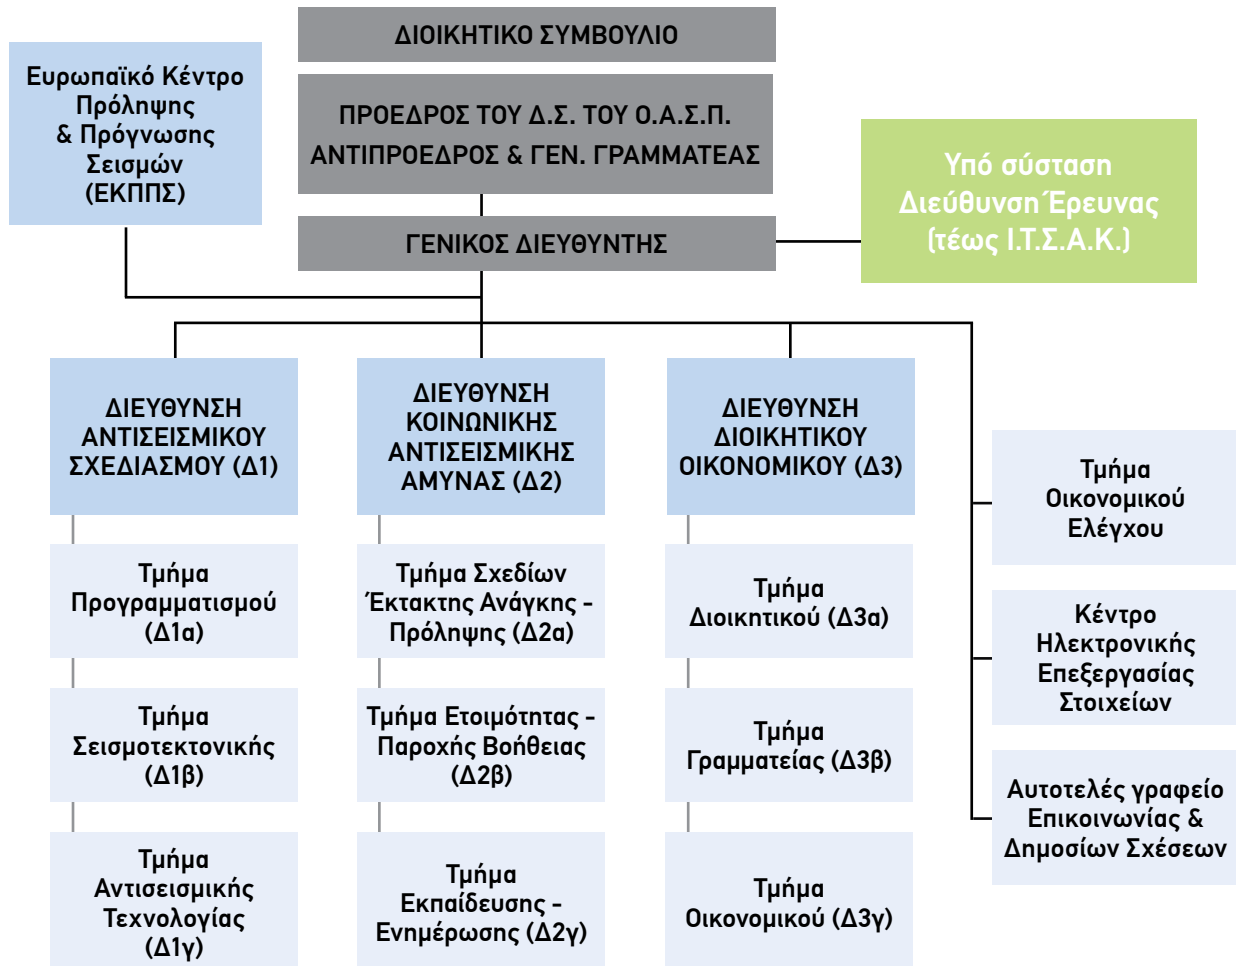 ΔΙΟΙΚΗΤΙΚΟ ΣΥΜΒΟΥΛΙΟ
Ευρωπαϊκό Κέντρο
Πρόληψης
& Πρόγνωσης
Σεισμών
(ΕΚΠΠΣ)
ΠΡΟΕΔΡΟΣ ΤΟΥ Δ.Σ. ΤΟΥ Ο.Α.Σ.Π.
ΑΝΤΙΠΡΟΕΔΡΟΣ & ΓΕΝ. ΓΡΑΜΜΑΤΕΑΣ
Υπό σύσταση
Διεύθυνση Έρευνας
(τέως Ι.Τ.Σ.Α.Κ.)
ΓΕΝΙΚΟΣ ΔΙΕΥΘΥΝΤΗΣ
ΔΙΕΥΘΥΝΣΗ
ΑΝΤΙΣΕΙΣΜΙΚΟΥ
ΣΧΕΔΙΑΣΜΟΥ (Δ1)
Τμήμα
Προγραμματισμού
(Δ1α)
Τμήμα
Σεισμοτεκτονικής
(Δ1β)
Τμήμα
Αντισεισμικής
Τεχνολογίας
(Δ1γ)
ΔΙΕΥΘΥΝΣΗ
ΚΟΙΝΩΝΙΚΗΣ
ΑΝΤΙΣΕΙΣΜΙΚΗΣ
ΑΜΥΝΑΣ (Δ2)
Τμήμα Σχεδίων
Έκτακτης Ανάγκης -
Πρόληψης (Δ2α)
Τμήμα Ετοιμότητας -
Παροχής Βοήθειας
(Δ2β)
Τμήμα
Εκπαίδευσης -
Ενημέρωσης (Δ2γ)
ΔΙΕΥΘΥΝΣΗ
ΔΙΟΙΚΗΤΙΚΟΥ
ΟΙΚΟΝΟΜΙΚΟΥ (Δ3)
Τμήμα
Διοικητικού (Δ3α)
Τμήμα
Γραμματείας (Δ3β)
Τμήμα
Οικονομικού (Δ3γ)
Τμήμα
Οικονομικού
Ελέγχου
Κέντρο
Ηλεκτρονικής
Επεξεργασίας
Στοιχείων
Αυτοτελές γραφείο
Επικοινωνίας &
Δημοσίων Σχέσεων